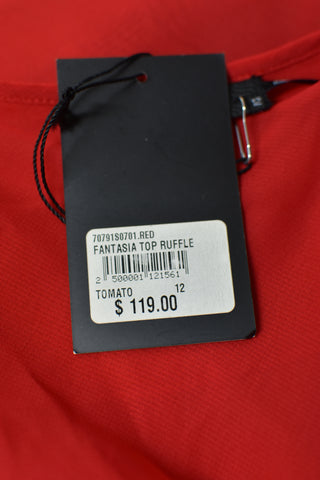 70791S0701.RED
FANTASIA TOP RUFFLE
2 500001 121561
TOMATO 12
$ 119.00